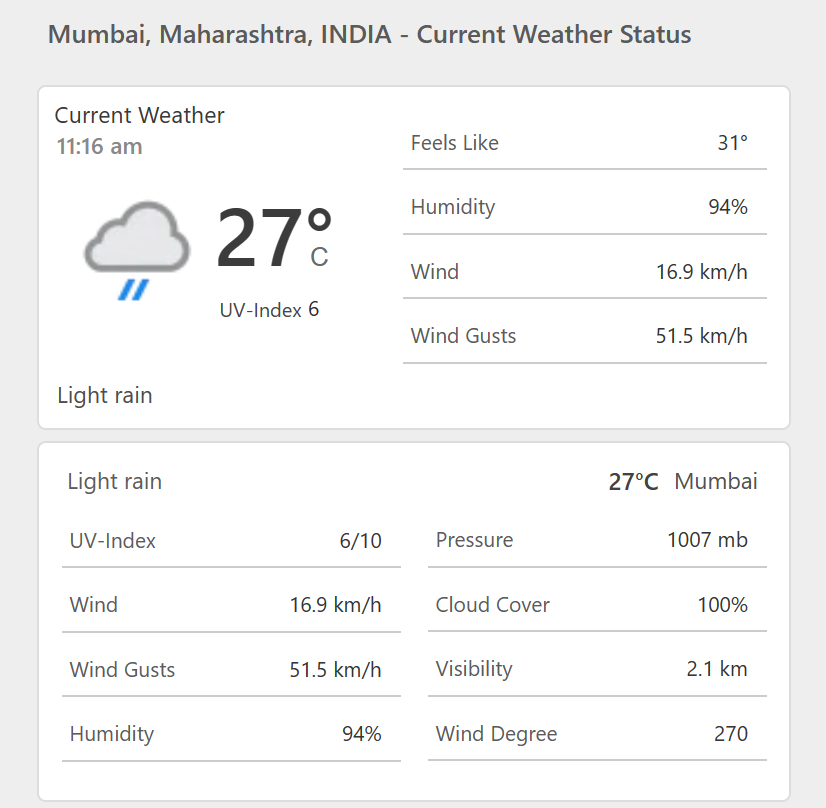 Mumbai, Maharashtra, INDIA - Current Weather Status
Current Weather
11:16 am
27°
C
UV-Index 6
Light rain
Feels Like 31°
Humidity 94%
Wind 16.9 km/h
Wind Gusts 51.5 km/h
Light rain
27°C Mumbai
UV-Index 6/10
Wind 16.9 km/h
Wind Gusts 51.5 km/h
Humidity 94%
Pressure 1007 mb
Cloud Cover 100%
Visibility 2.1 km
Wind Degree 270